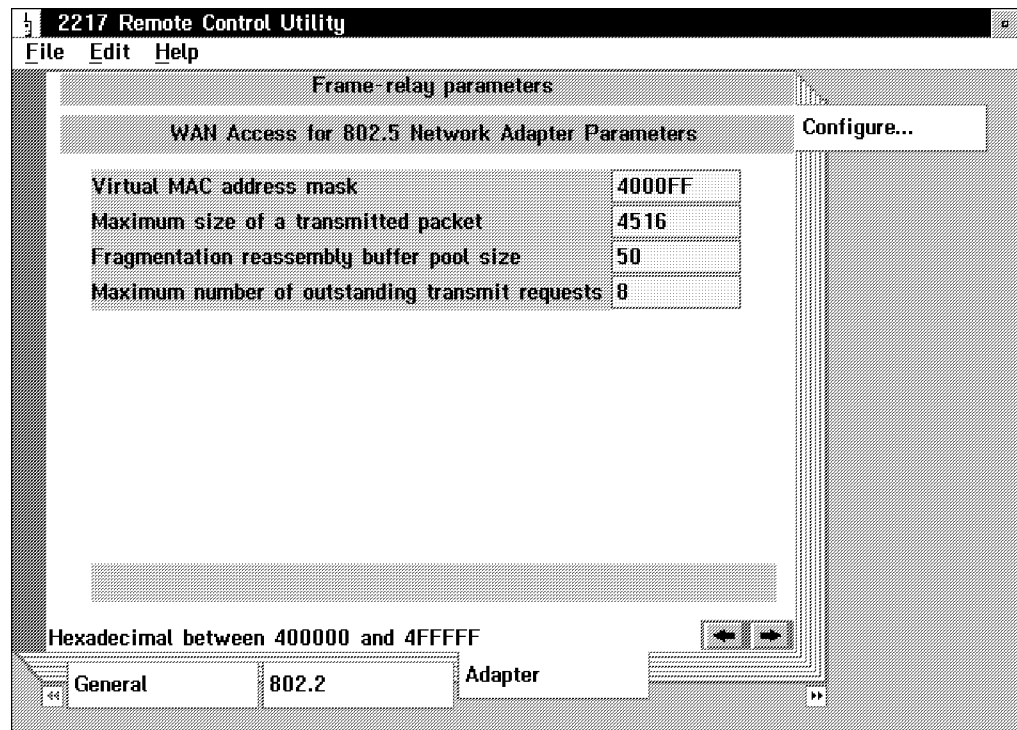 2217 Remote Control Utility
File Edit Help
Frame-relay parameters
WAN Access for 802.5 Network Adapter Parameters
Configure...
Virtual MAC address mask 4000FF
Maximum size of a transmitted packet 4516
Fragmentation reassembly buffer pool size 50
Maximum number of outstanding transmit requests 8
Hexadecimal between 400000 and 4FFFFF
General 802.2 Adapter